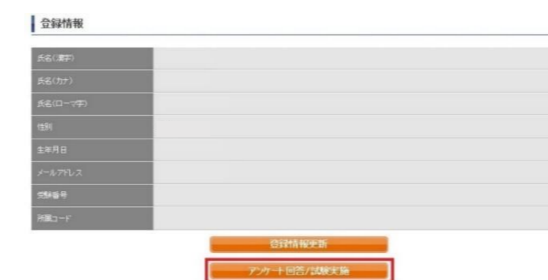 登録情報
氏名(漢字)
氏名(カナ)
氏名(ローマ字)
性別
生年月日
メールアドレス
受験番号
所属コード
登録情報更新
アンケート回答/試験実施